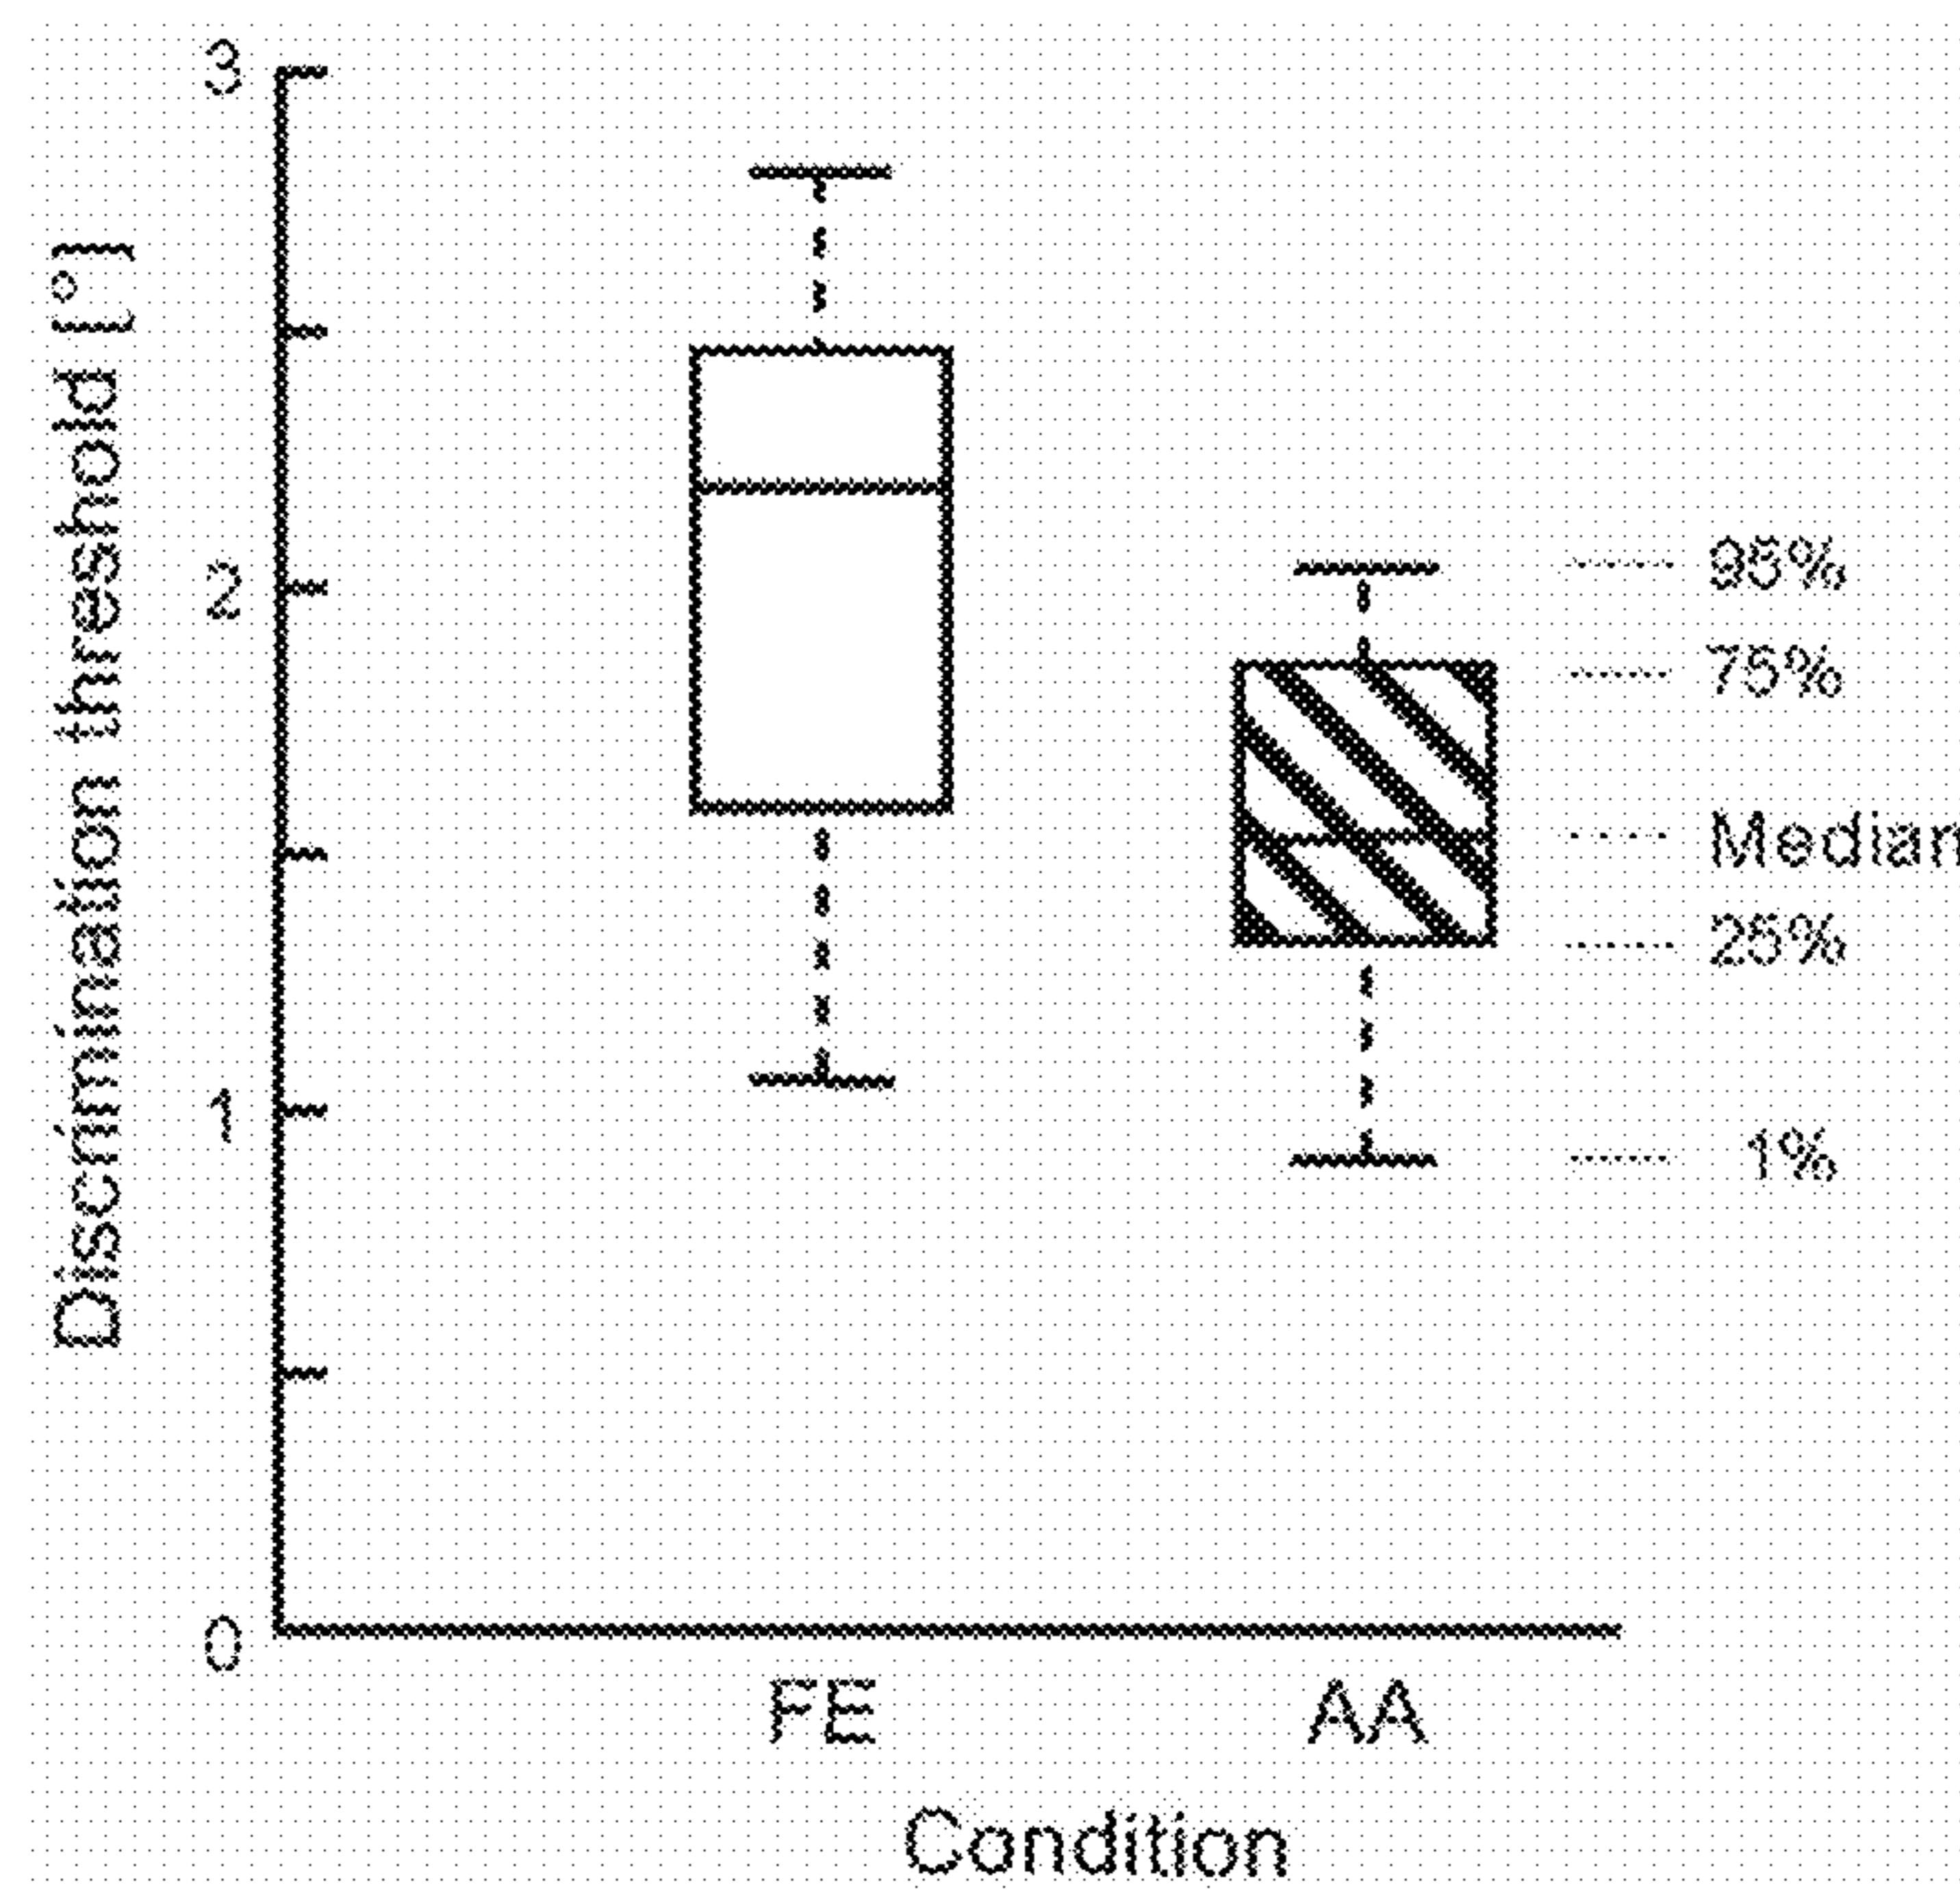 Discrimination threshold [°]
3
2
1
0
95%
75%
Median
25%
1%
FE
AA
Condition